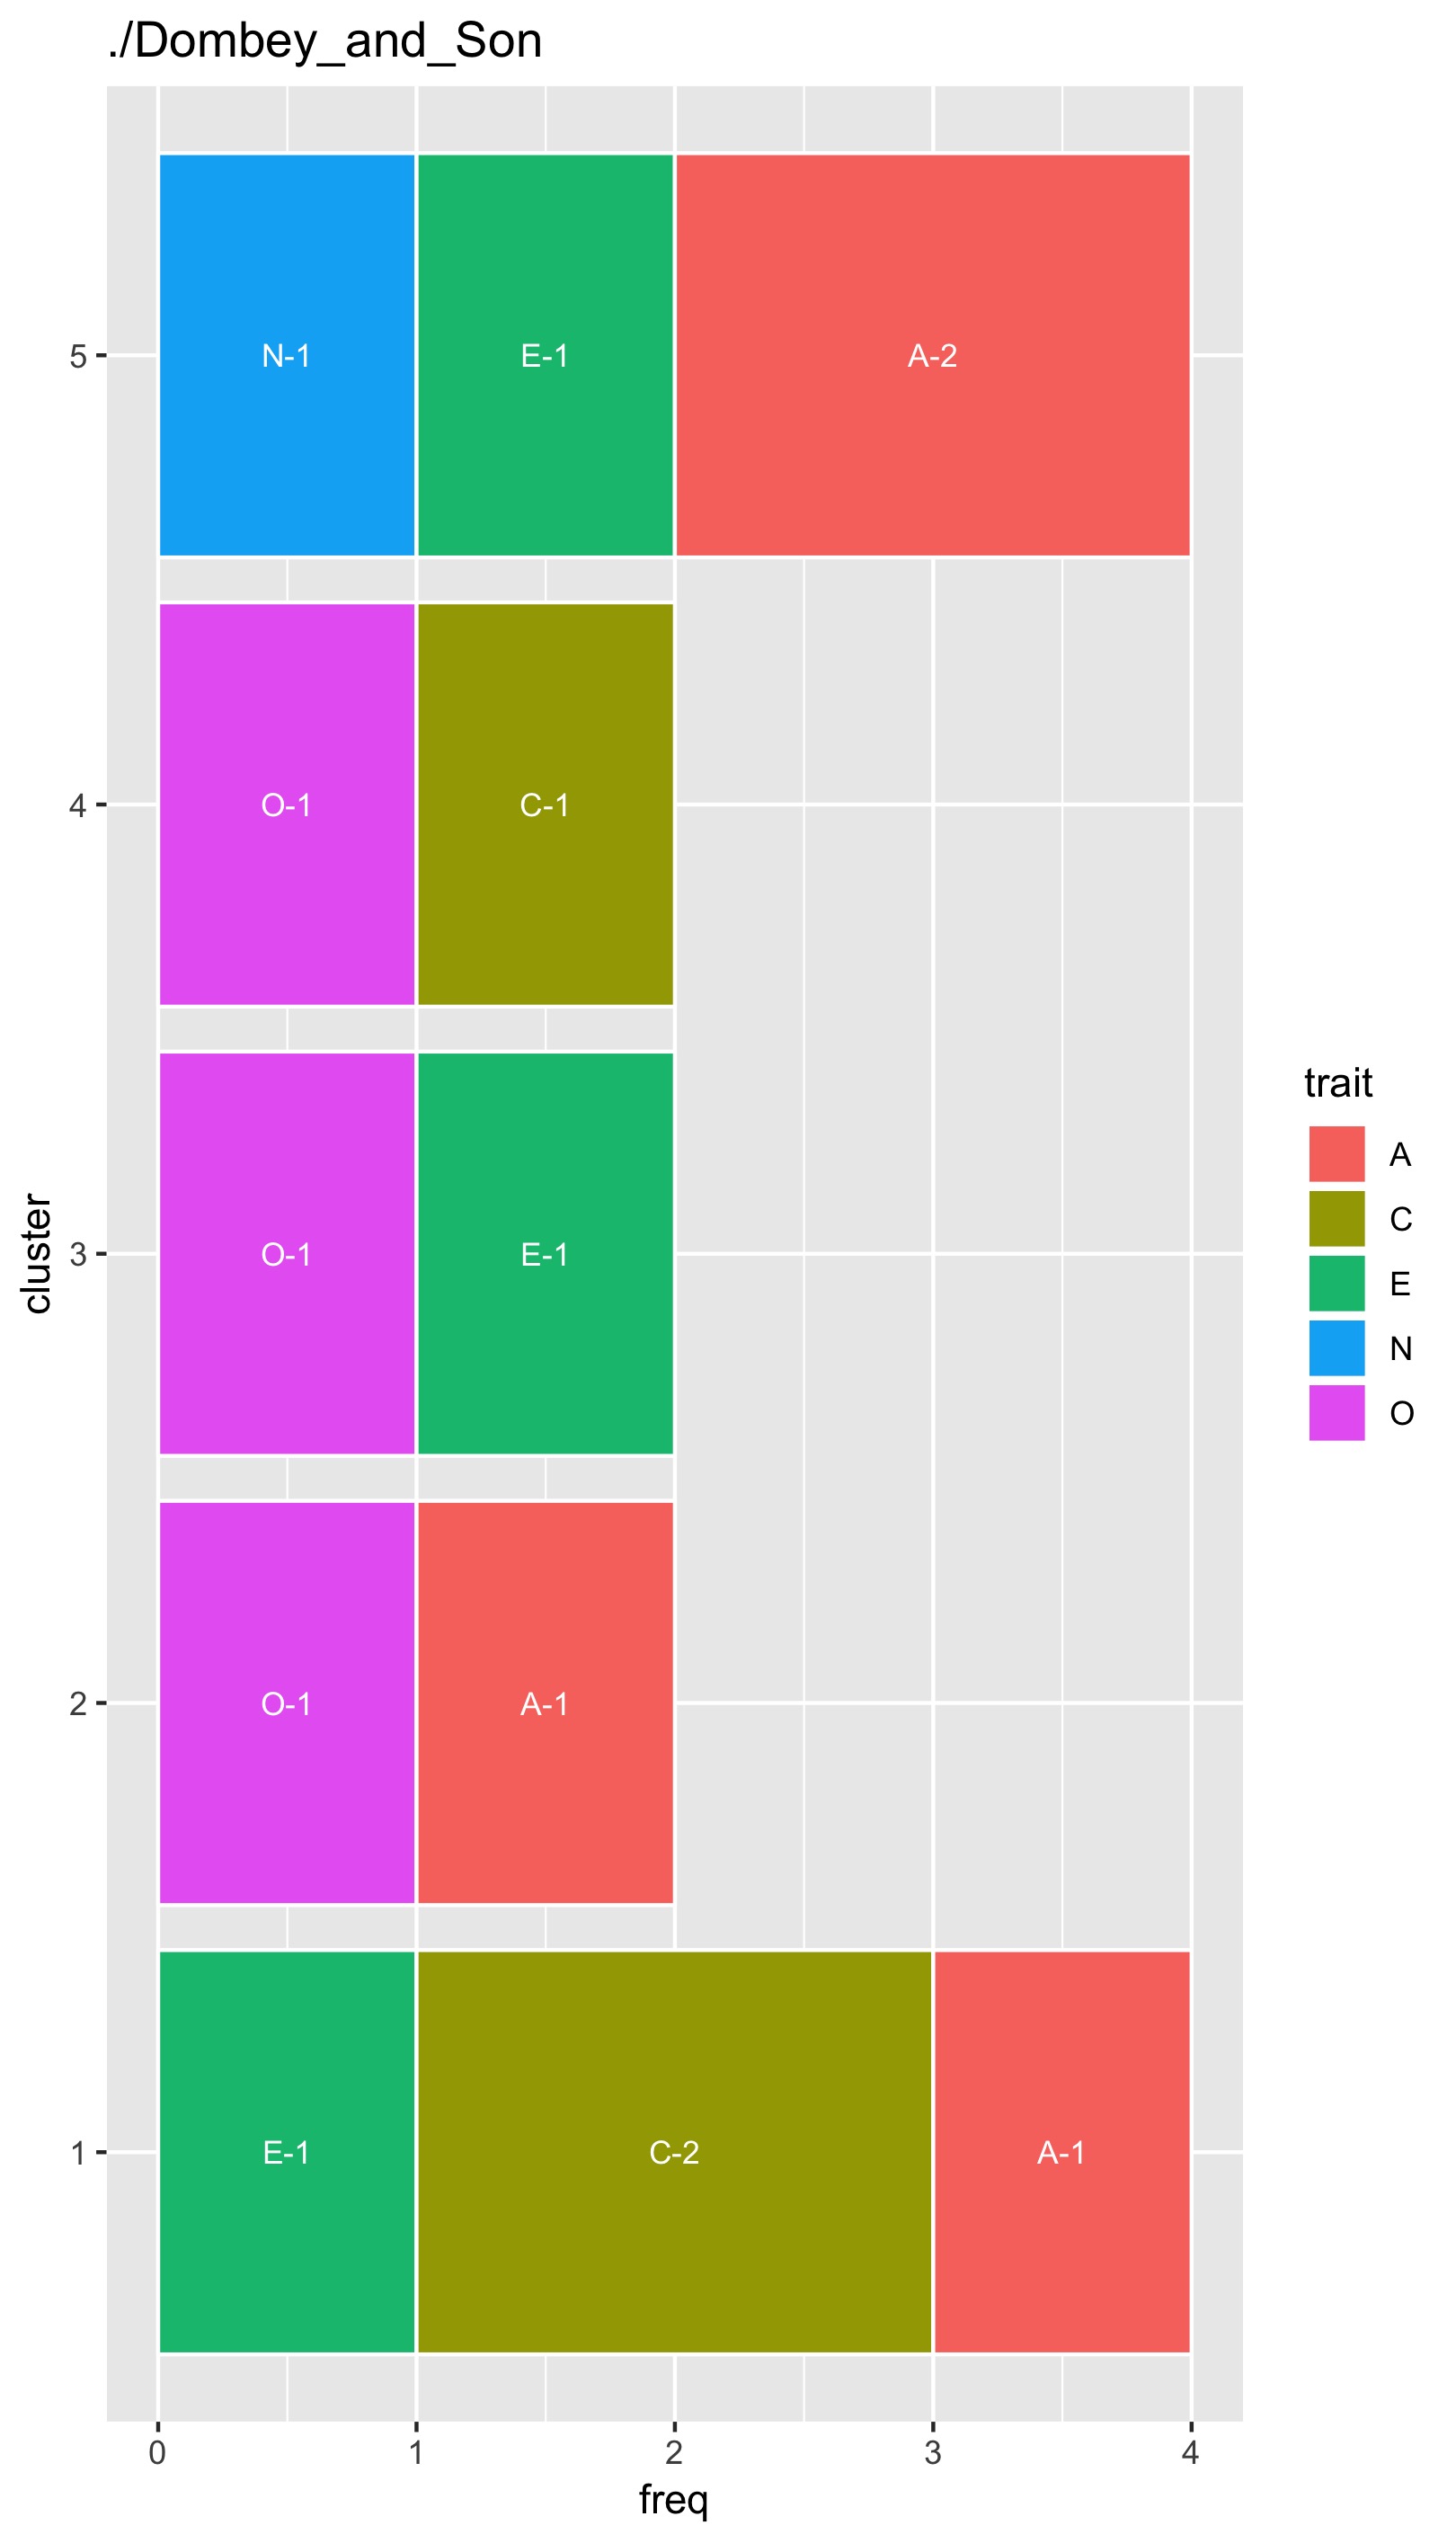 ./Dombey_and_Son
5
N-1 E-1 A-2
4
O-1 C-1
3
O-1 E-1
2
O-1 A-1
1
E-1 C-2 A-1
0 1 2 3 4
freq
cluster
trait
A
C
E
N
O